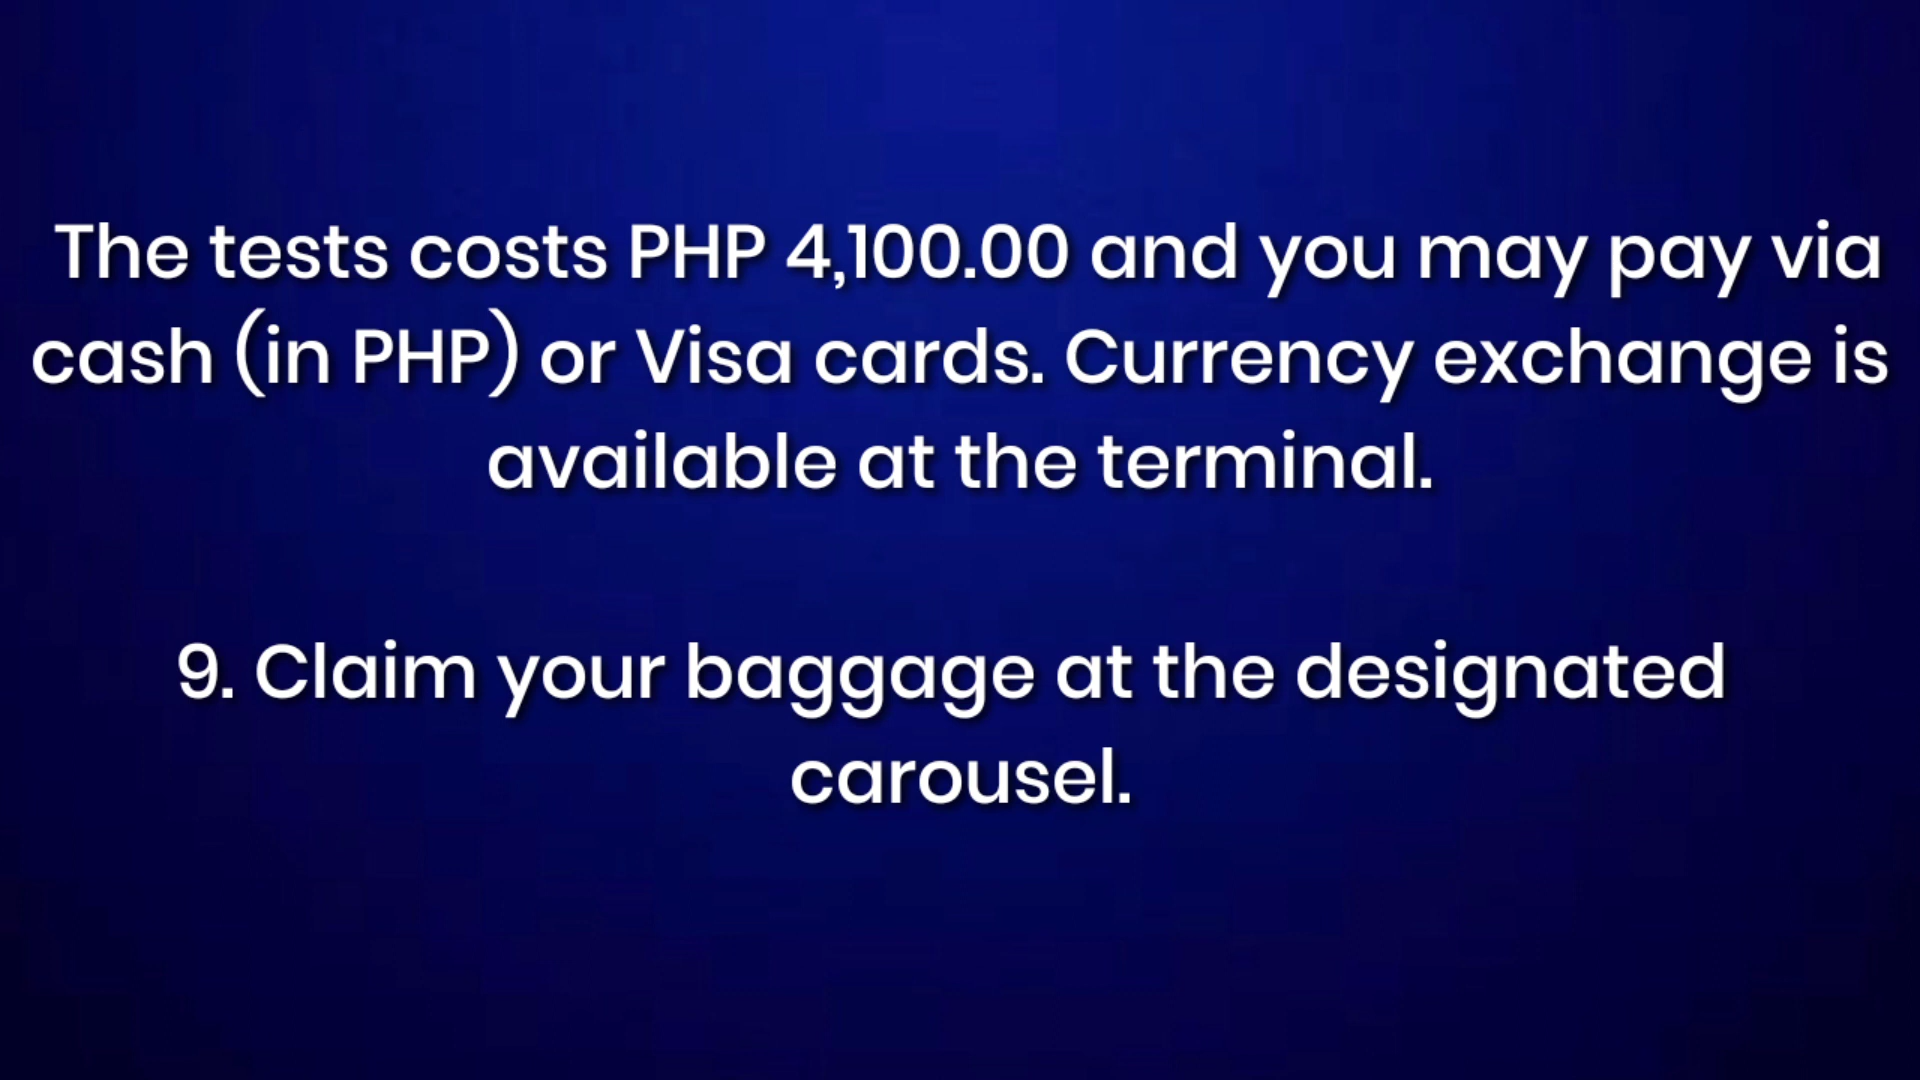 The tests costs PHP 4,100.00 and you may pay via
cash (in PHP) or Visa cards. Currency exchange is
available at the terminal.
9. Claim your baggage at the designated
carousel.